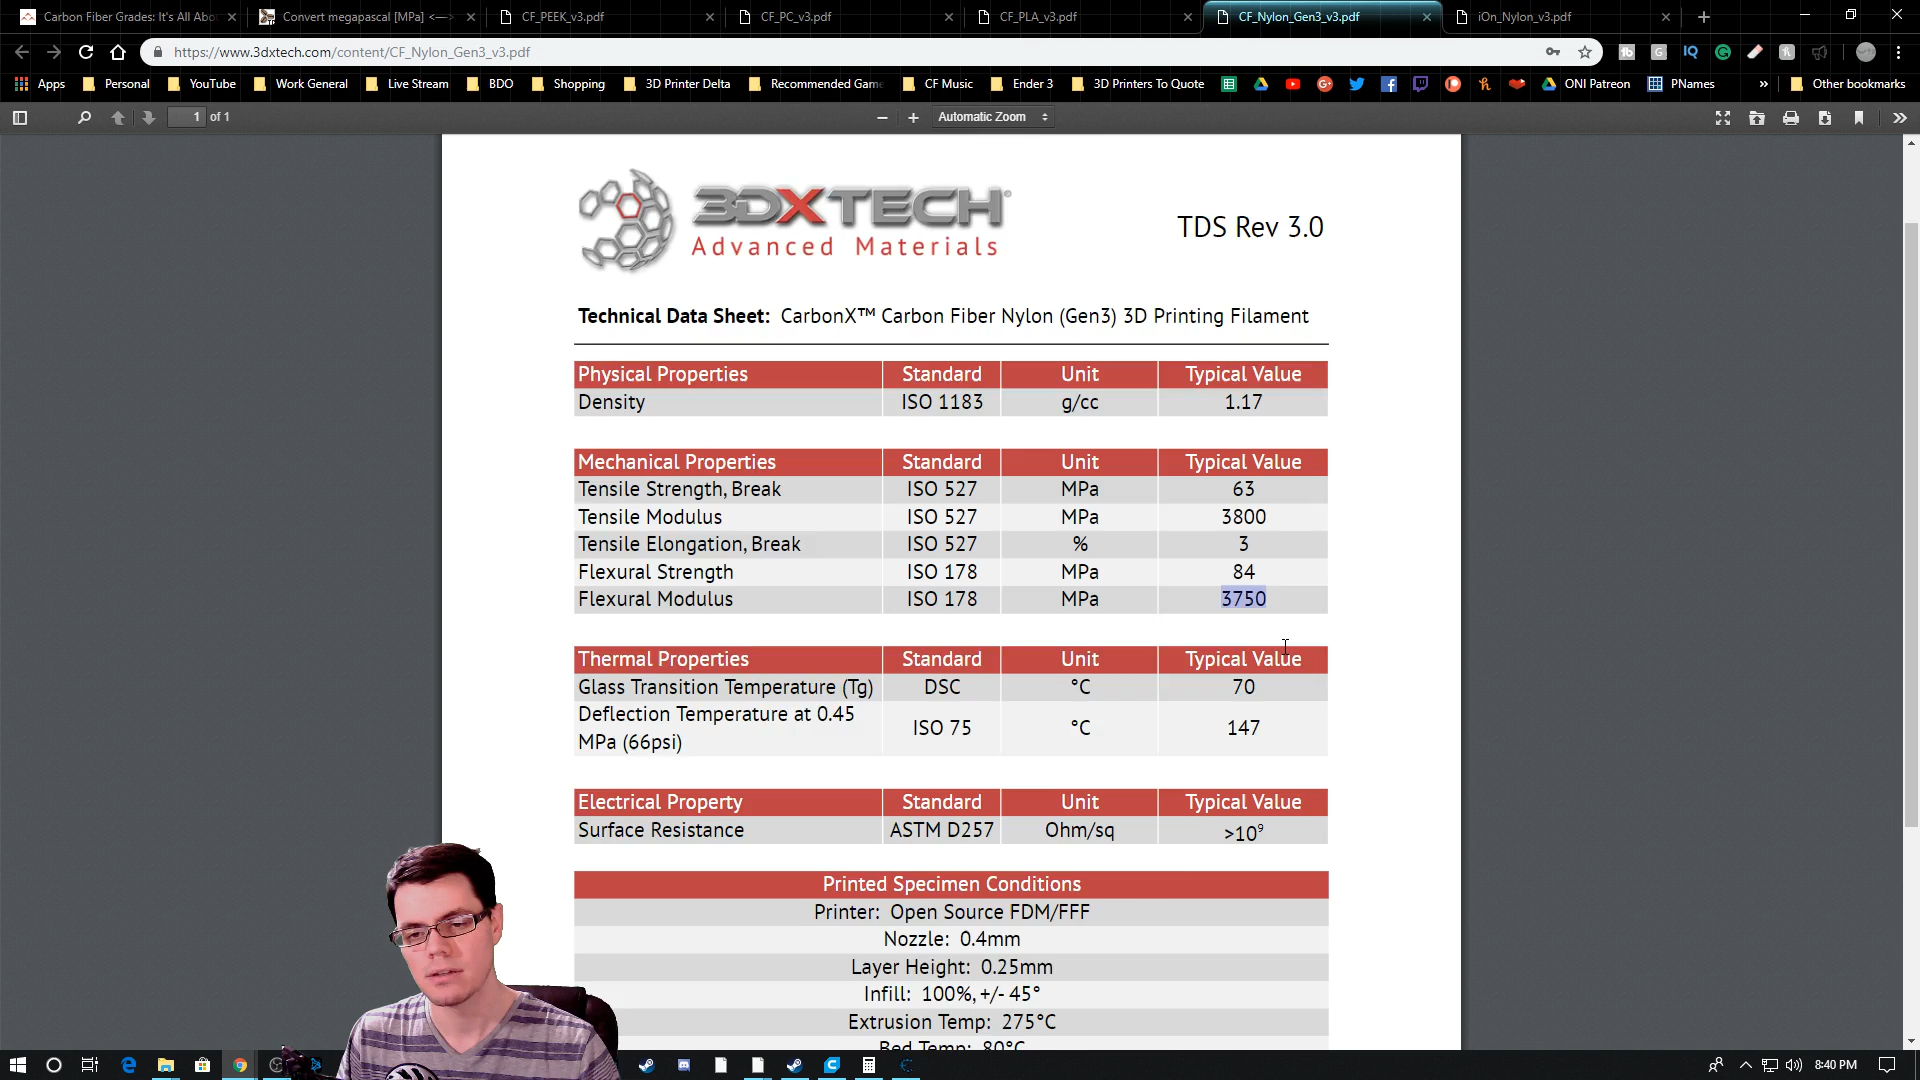 Carbon Fiber Grades: It's All Abo
Convert megapascal [MPa] <—>
CF_PEEK_v3.pdf
CF_PC_v3.pdf
CF_PLA_v3.pdf
CF_Nylon_Gen3_v3.pdf
iOn_Nylon_v3.pdf
https://www.3dxtech.com/content/CF_Nylon_Gen3_v3.pdf
Apps Personal YouTube Work General Live Stream BDO Shopping 3D Printer Delta Recommended Game CF Music Ender 3 3D Printers To Quote ONI Patreon PNames » Other bookmarks
1 of 1 Automatic Zoom
3DXTECH
Advanced Materials
TDS Rev 3.0
Technical Data Sheet: CarbonX™ Carbon Fiber Nylon (Gen3) 3D Printing Filament
Physical Properties Standard Unit Typical Value
Density ISO 1183 g/cc 1.17
Mechanical Properties Standard Unit Typical Value
Tensile Strength, Break ISO 527 MPa 63
Tensile Modulus ISO 527 MPa 3800
Tensile Elongation, Break ISO 527 % 3
Flexural Strength ISO 178 MPa 84
Flexural Modulus ISO 178 MPa 3750
Thermal Properties Standard Unit Typical Value
Glass Transition Temperature (Tg) DSC °C 70
Deflection Temperature at 0.45
MPa (66psi) ISO 75 °C 147
Electrical Property Standard Unit Typical Value
Surface Resistance ASTM D257 Ohm/sq >10⁹
Printed Specimen Conditions
Printer: Open Source FDM/FFF
Nozzle: 0.4mm
Layer Height: 0.25mm
Infill: 100%, +/- 45°
Extrusion Temp: 275°C
Bed Temp: 80°C
8:40 PM